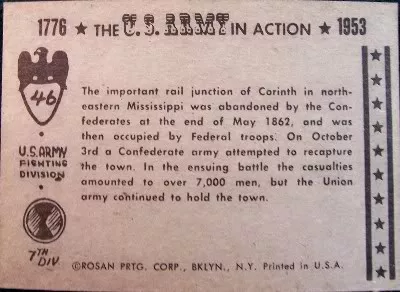 1776 ★ THE U.S. ARMY IN ACTION ★ 1953
46
U.S. ARMY
FIGHTING
DIVISION
7TH
DIV
The important rail junction of Corinth in north-
eastern Mississippi was abandoned by the Con-
federates at the end of May 1862, and was
then occupied by Federal troops. On October
3rd a Confederate army attempted to recapture
the town. In the ensuing battle the casualties
amounted to over 7,000 men, but the Union
army continued to hold the town.
©ROSAN PRTG. CORP., BKLYN., N.Y. Printed in U.S.A.